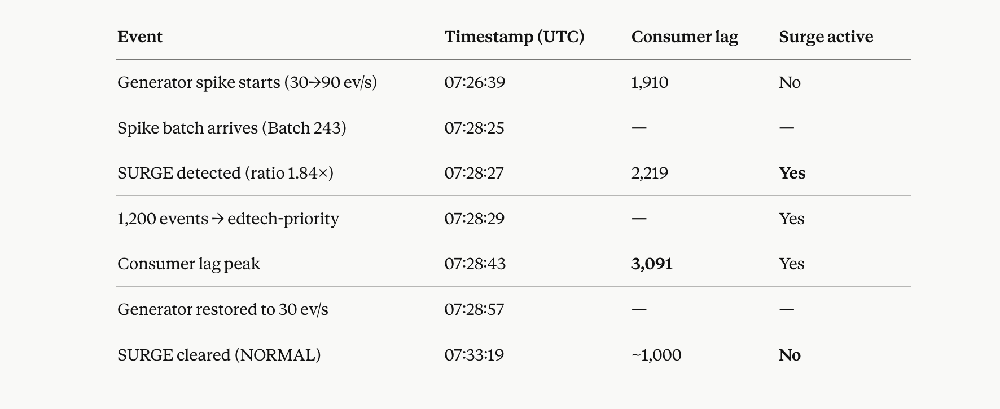 Event Timestamp (UTC) Consumer lag Surge active
Generator spike starts (30→90 ev/s) 07:26:39 1,910 No
Spike batch arrives (Batch 243) 07:28:25 — —
SURGE detected (ratio 1.84×) 07:28:27 2,219 Yes
1,200 events → edtech-priority 07:28:29 — Yes
Consumer lag peak 07:28:43 3,091 Yes
Generator restored to 30 ev/s 07:28:57 — —
SURGE cleared (NORMAL) 07:33:19 ~1,000 No